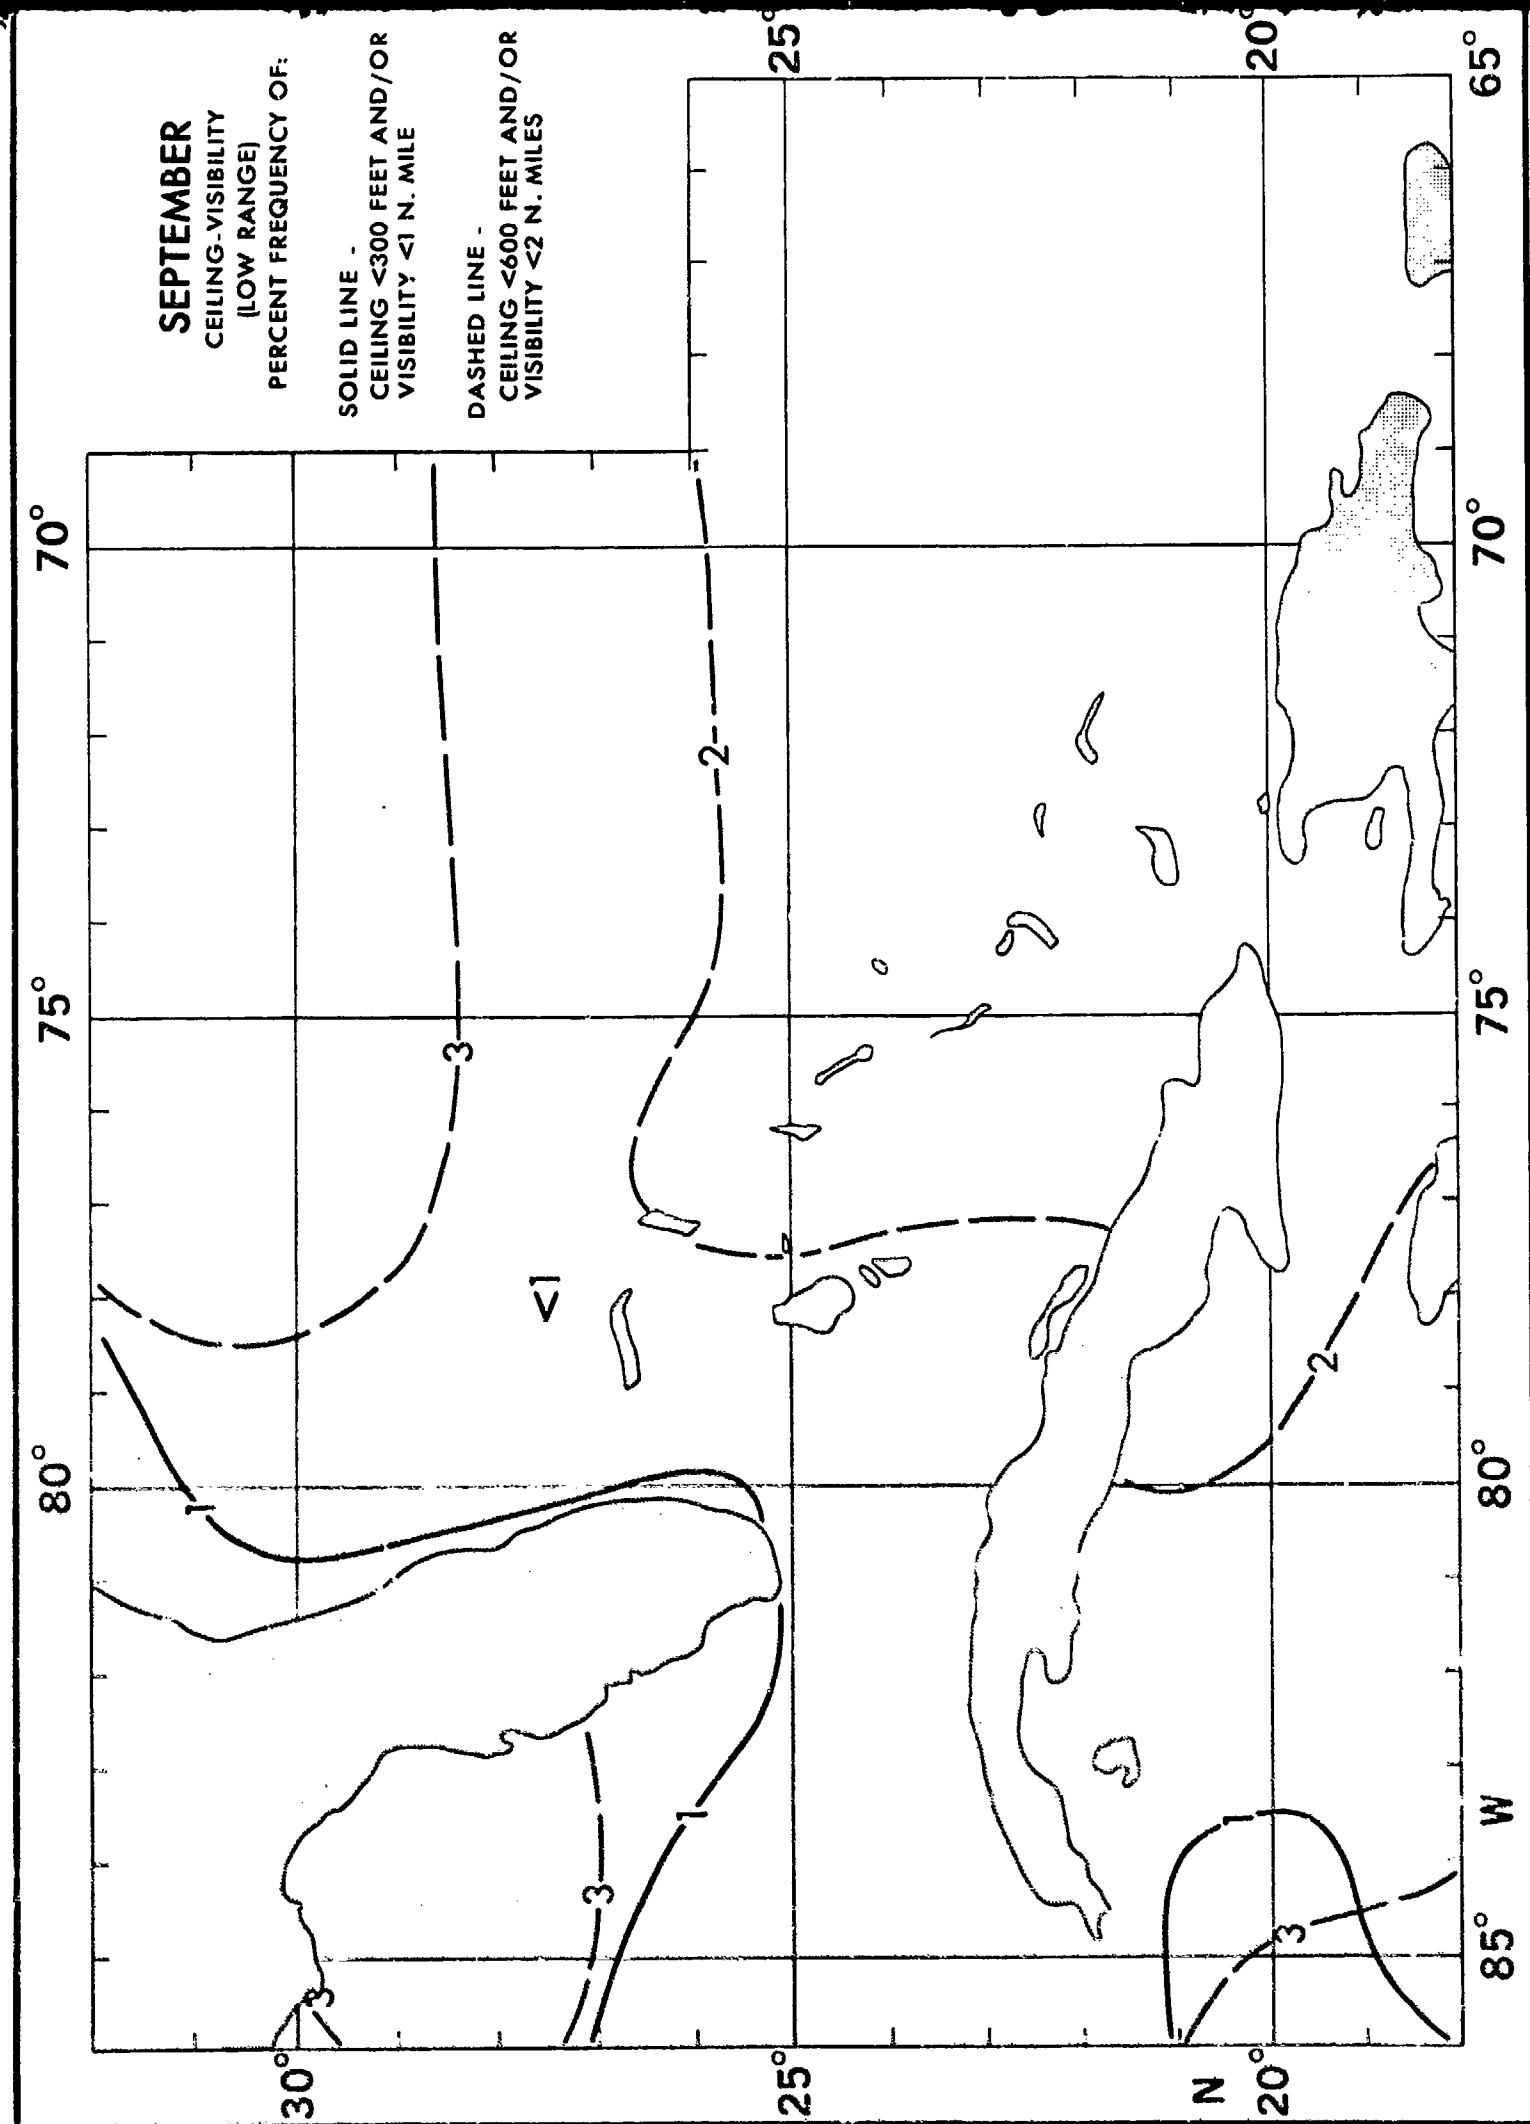 SEPTEMBER
CEILING-VISIBILITY
(LOW RANGE)
PERCENT FREQUENCY OF:
SOLID LINE -
CEILING <300 FEET AND/OR
VISIBILITY <1 N. MILE
DASHED LINE -
CEILING <600 FEET AND/OR
VISIBILITY <2 N. MILES
80°
75°
70°
30°
25°
N
20°
25°
20°
1
3
<1
2
3
3
1
3
2
85°
W
80°
75°
70°
65°